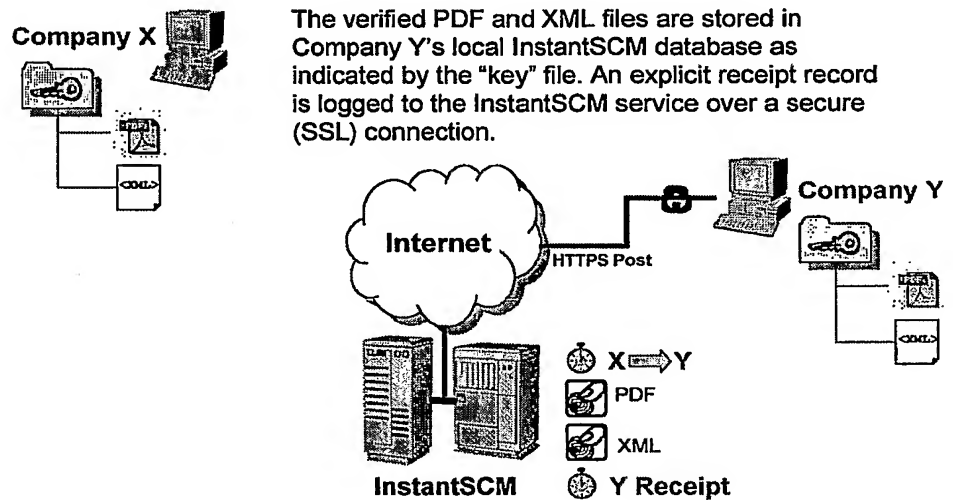 Company X
The verified PDF and XML files are stored in
Company Y's local InstantSCM database as
indicated by the "key" file. An explicit receipt record
is logged to the InstantSCM service over a secure
(SSL) connection.
<XML>
Internet
HTTPS Post
Company Y
<XML>
X Y
PDF
XML
InstantSCM
Y Receipt